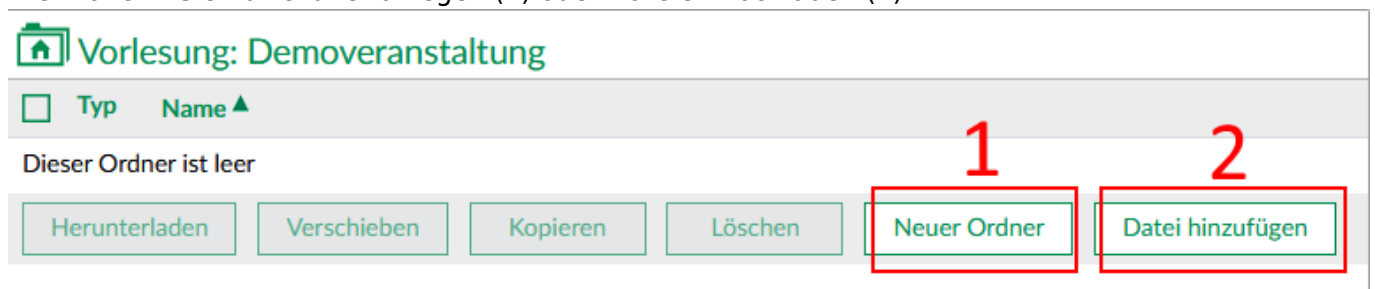 Vorlesung: Demoveranstaltung
Typ Name ▲
Dieser Ordner ist leer
1 2
Herunterladen Verschieben Kopieren Löschen Neuer Ordner Datei hinzufügen